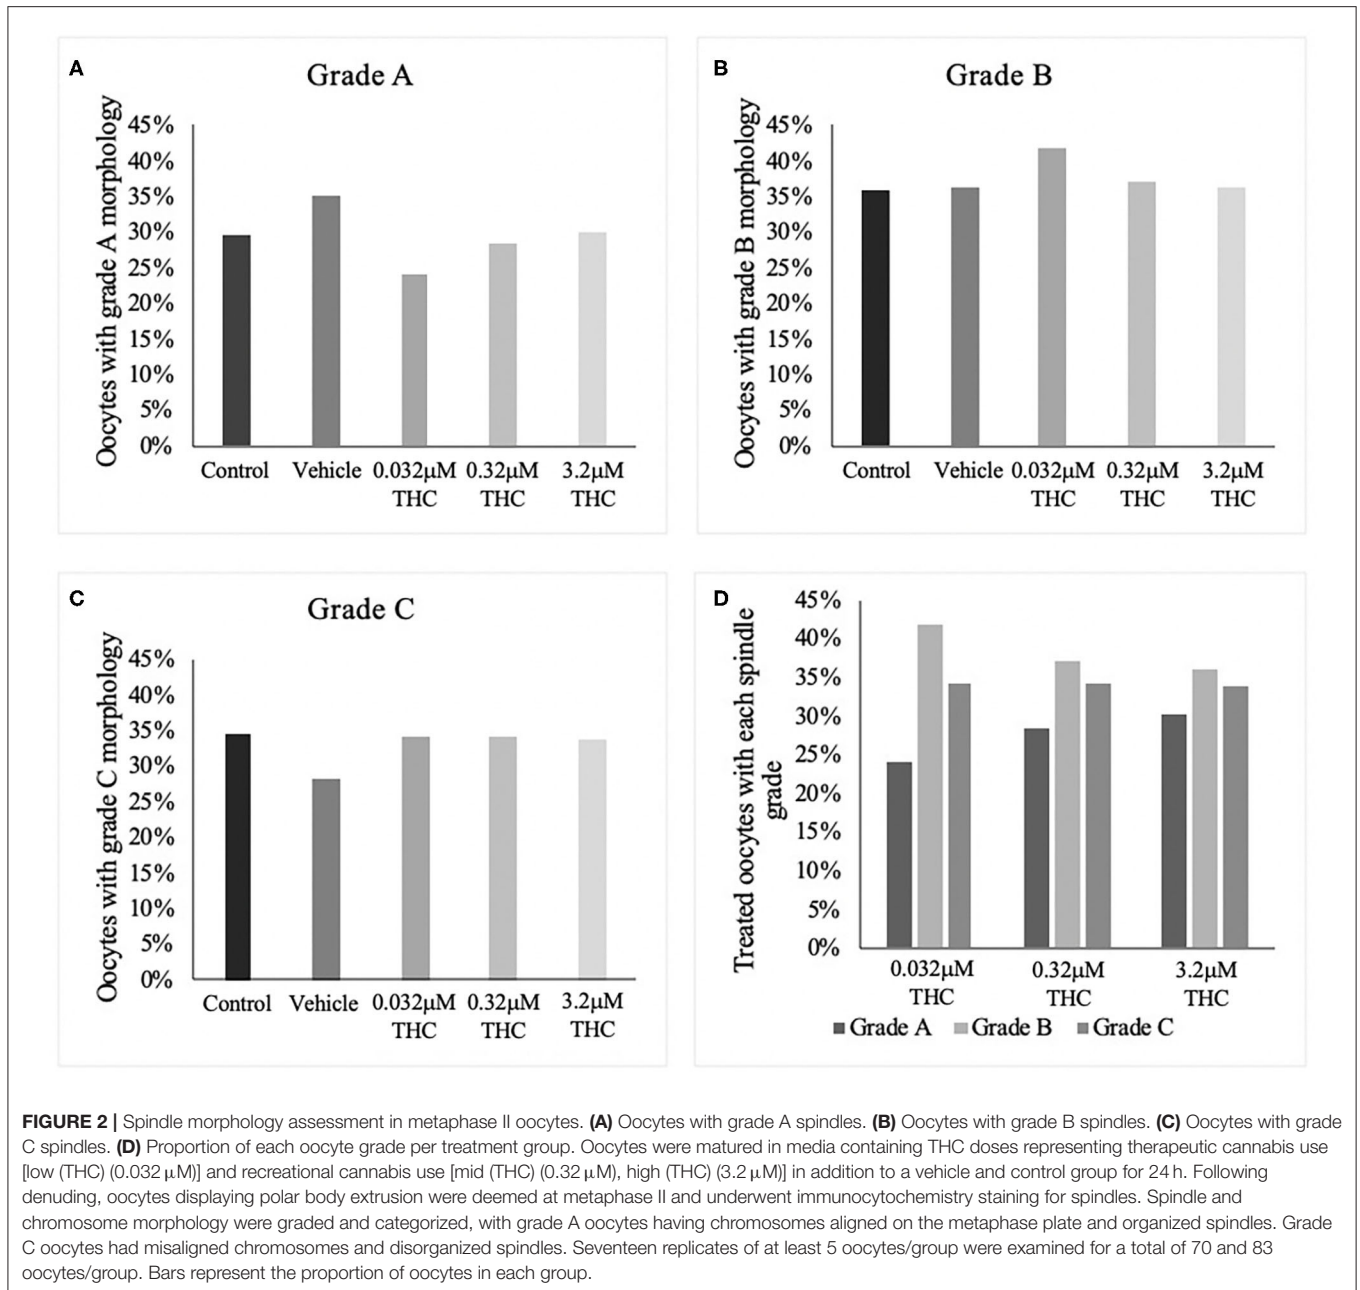 A
Grade A
Oocytes with grade A morphology
45%
40%
35%
30%
25%
20%
15%
10%
5%
0%
Control Vehicle 0.032μM 0.32μM 3.2μM
THC THC THC
B
Grade B
Oocytes with grade B morphology
45%
40%
35%
30%
25%
20%
15%
10%
5%
0%
Control Vehicle 0.032μM 0.32μM 3.2μM
THC THC THC
C
Grade C
Oocytes with grade C morphology
45%
40%
35%
30%
25%
20%
15%
10%
5%
0%
Control Vehicle 0.032μM 0.32μM 3.2μM
THC THC THC
D
Treated oocytes with each spindle
grade
45%
40%
35%
30%
25%
20%
15%
10%
5%
0%
0.032μM 0.32μM 3.2μM
THC THC THC
Grade A Grade B Grade C
FIGURE 2 | Spindle morphology assessment in metaphase II oocytes. (A) Oocytes with grade A spindles. (B) Oocytes with grade B spindles. (C) Oocytes with grade
C spindles. (D) Proportion of each oocyte grade per treatment group. Oocytes were matured in media containing THC doses representing therapeutic cannabis use
[low (THC) (0.032 μM)] and recreational cannabis use [mid (THC) (0.32 μM), high (THC) (3.2 μM)] in addition to a vehicle and control group for 24 h. Following
denuding, oocytes displaying polar body extrusion were deemed at metaphase II and underwent immunocytochemistry staining for spindles. Spindle and
chromosome morphology were graded and categorized, with grade A oocytes having chromosomes aligned on the metaphase plate and organized spindles. Grade
C oocytes had misaligned chromosomes and disorganized spindles. Seventeen replicates of at least 5 oocytes/group were examined for a total of 70 and 83
oocytes/group. Bars represent the proportion of oocytes in each group.